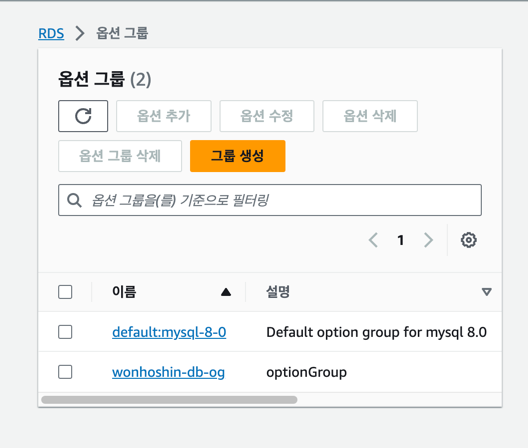 RDS > 옵션 그룹
옵션 그룹 (2)
옵션 추가 옵션 수정 옵션 삭제
옵션 그룹 삭제 그룹 생성
옵션 그룹을(를) 기준으로 필터링
1
이름 설명
default:mysql-8-0 Default option group for mysql 8.0
wonhoshin-db-og optionGroup